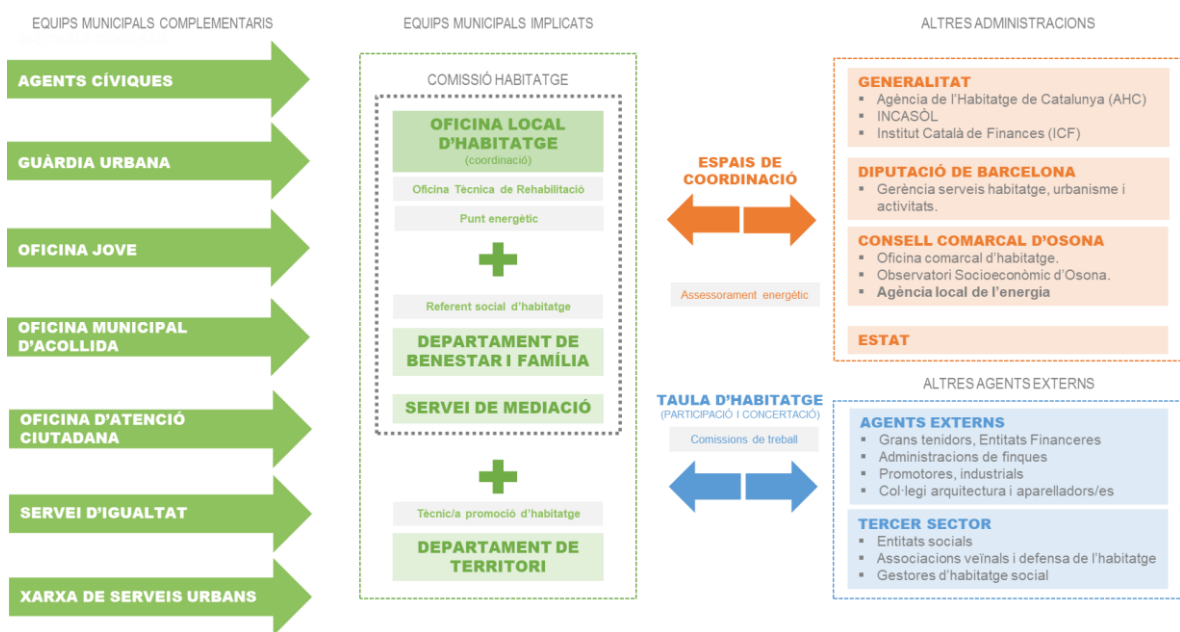 EQUIPS MUNICIPALS COMPLEMENTARIS
AGENTS CÍVIQUES
GUÀRDIA URBANA
OFICINA JOVE
OFICINA MUNICIPAL
D'ACOLLIDA
OFICINA D'ATENCIÓ
CIUTADANA
SERVEI D'IGUALTAT
XARXA DE SERVEIS URBANS
EQUIPS MUNICIPALS IMPLICATS
COMISSIÓ HABITATGE
OFICINA LOCAL
D'HABITATGE
(coordinació)
Oficina Tècnica de Rehabilitació
Punt energètic
Referent social d'habitatge
DEPARTAMENT DE
BENESTAR I FAMÍLIA
SERVEI DE MEDIACIÓ
Tècnic/a promoció d'habitatge
DEPARTAMENT DE
TERRITORI
ESPAIS DE
COORDINACIÓ
Assessorament energètic
TAULA D'HABITATGE
(PARTICIPACIÓ I CONCERTACIÓ)
Comissions de treball
ALTRES ADMINISTRACIONS
GENERALITAT
▪ Agència de l'Habitatge de Catalunya (AHC)
▪ INCASÒL
▪ Institut Català de Finances (ICF)
DIPUTACIÓ DE BARCELONA
▪ Gerència serveis habitatge, urbanisme i
activitats.
CONSELL COMARCAL D'OSONA
▪ Oficina comarcal d'habitatge.
▪ Observatori Socioeconòmic d'Osona.
▪ Agència local de l'energia
ESTAT
ALTRES AGENTS EXTERNS
AGENTS EXTERNS
▪ Grans tenidors, Entitats Financeres
▪ Administracions de finques
▪ Promotores, industrials
▪ Col·legi arquitectura i aparelladors/es
TERCER SECTOR
▪ Entitats socials
▪ Associacions veïnals i defensa de l'habitatge
▪ Gestores d'habitatge social